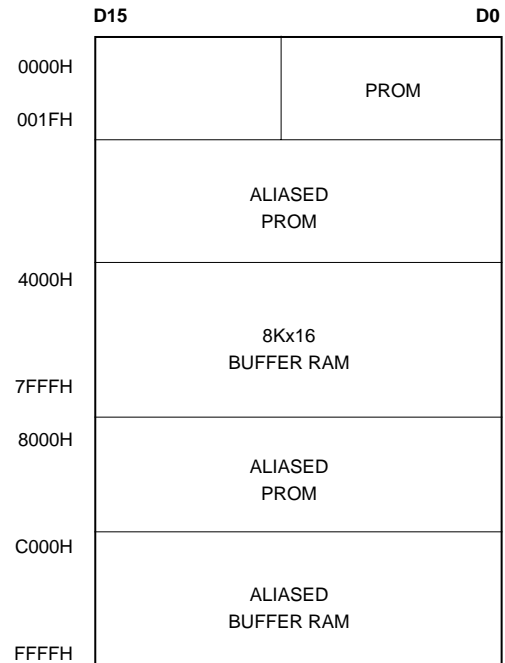 D15 D0
0000H
PROM
001FH
ALIASED
PROM
4000H
8Kx16
BUFFER RAM
7FFFH
8000H
ALIASED
PROM
C000H
ALIASED
BUFFER RAM
FFFFH